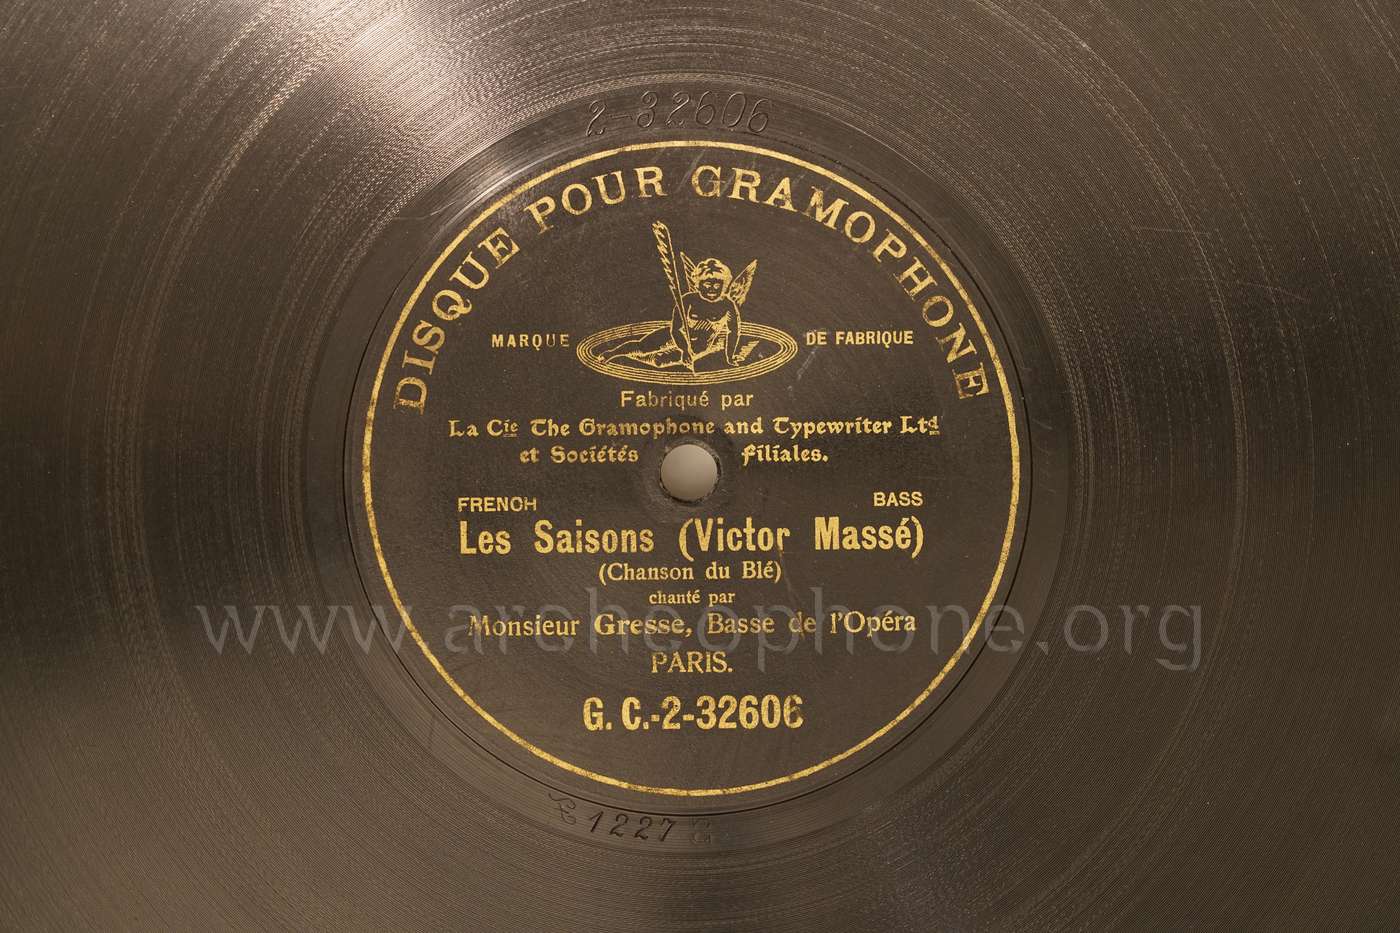 2-32606
DISQUE POUR GRAMOPHONE
MARQUE DE FABRIQUE
Fabriqué par
La Cie The Gramophone and Typewriter Ltd
et Sociétés filiales.
FRENCH BASS
Les Saisons (Victor Massé)
(Chanson du Blé)
chanté par
www.archeophone.org
Monsieur Gresse, Basse de l'Opéra
PARIS.
G. C.-2-32606
1227 G